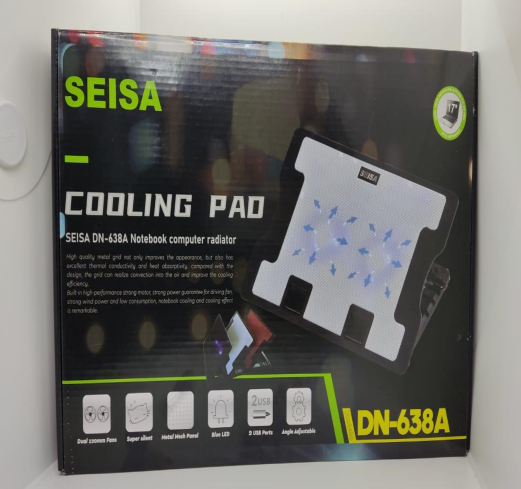 SEISA
17"
COOLING PAD
SEISA
SEISA DN-638A Notebook computer radiator
High quality metal grid not only improves the appearance, but also has
excellent thermal conductivity and heat absorptivity, compared with the
design, the grid can realize convection into the air and improve the cooling
efficiency.
Built in high-performance strong motor, strong power guarantee for driving fan,
strong wind power and low consumption, notebook cooling and cooling effect
is remarkable.
2USB
Dual 120mm Fans
Super silent
Metal Mesh Panel
Blue LED
2 USB Ports
Angle Adjustable
DN-638A